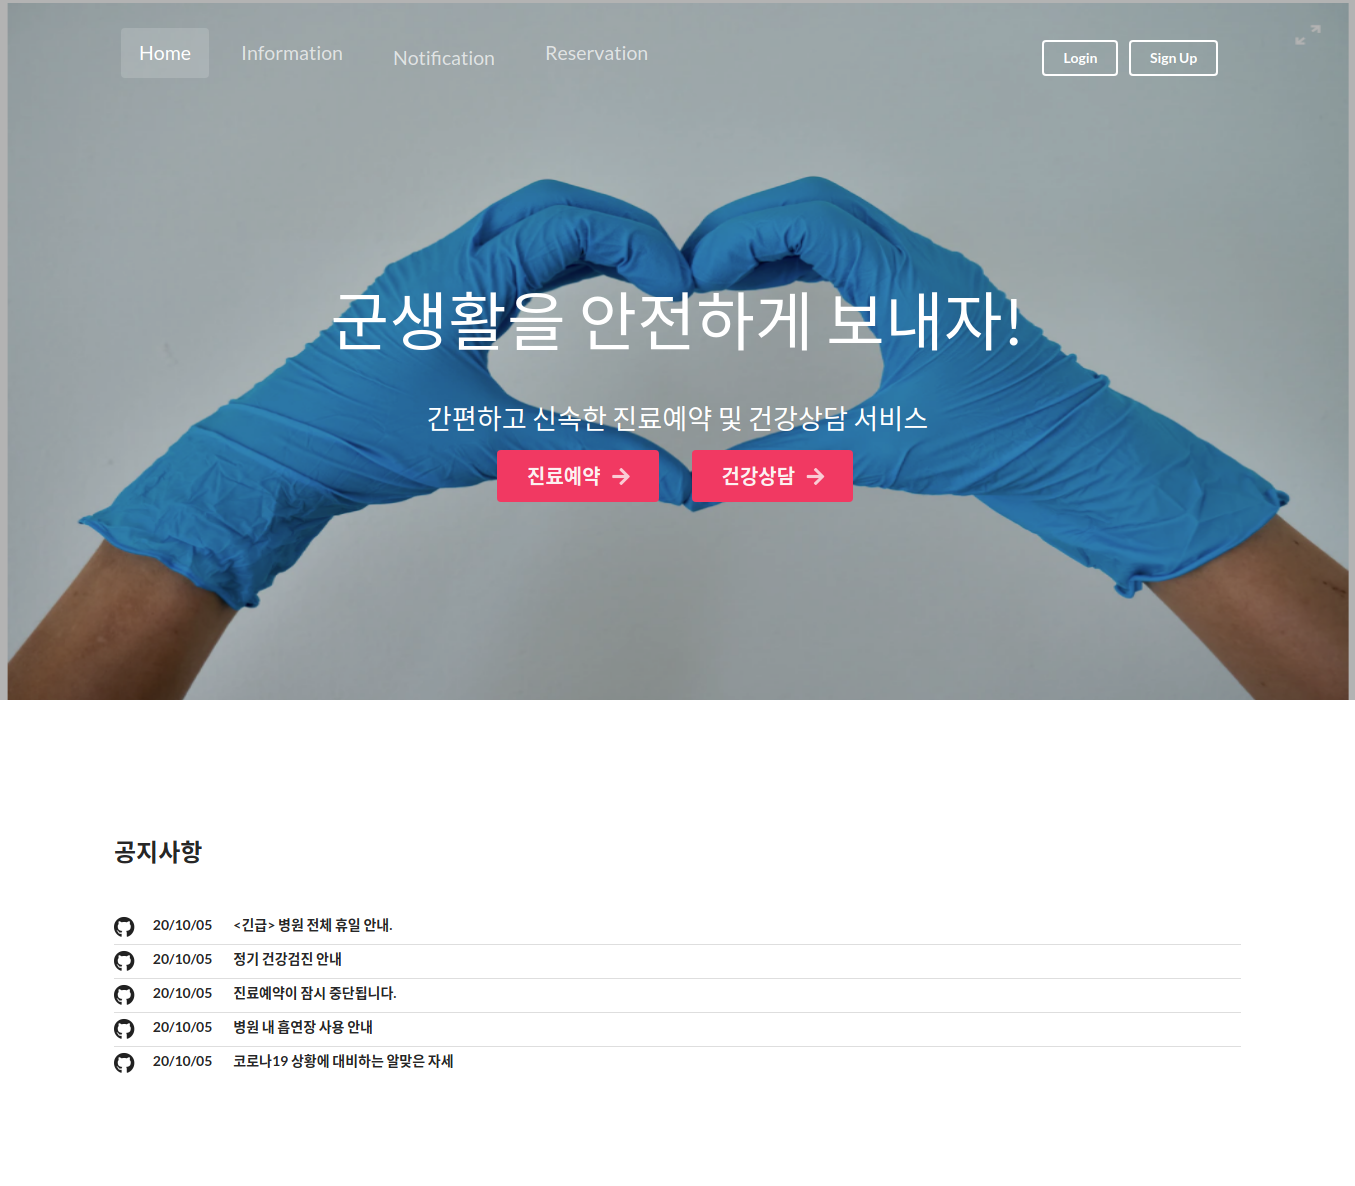 Home Information Notification Reservation Login Sign Up
군생활을 안전하게 보내자!
간편하고 신속한 진료예약 및 건강상담 서비스
진료예약 건강상담
공지사항
20/10/05 <긴급> 병원 전체 휴일 안내.
20/10/05 정기 건강검진 안내
20/10/05 진료예약이 잠시 중단됩니다.
20/10/05 병원 내 흡연장 사용 안내
20/10/05 코로나19 상황에 대비하는 알맞은 자세